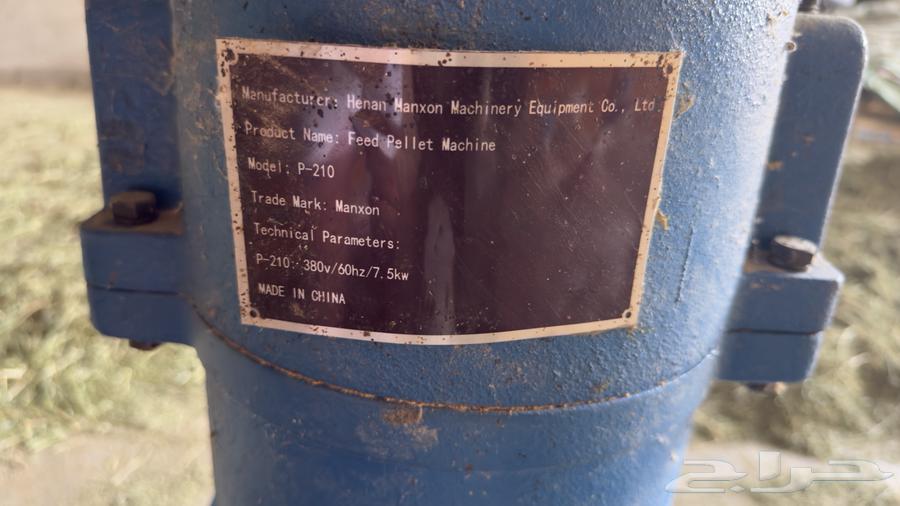 Manufacturer: Henan Manxon Machinery Equipment Co., Ltd
Product Name: Feed Pellet Machine
Model: P-210
Trade Mark: Manxon
Technical Parameters:
P-210: 380v/60hz/7.5kw
MADE IN CHINA
حراج